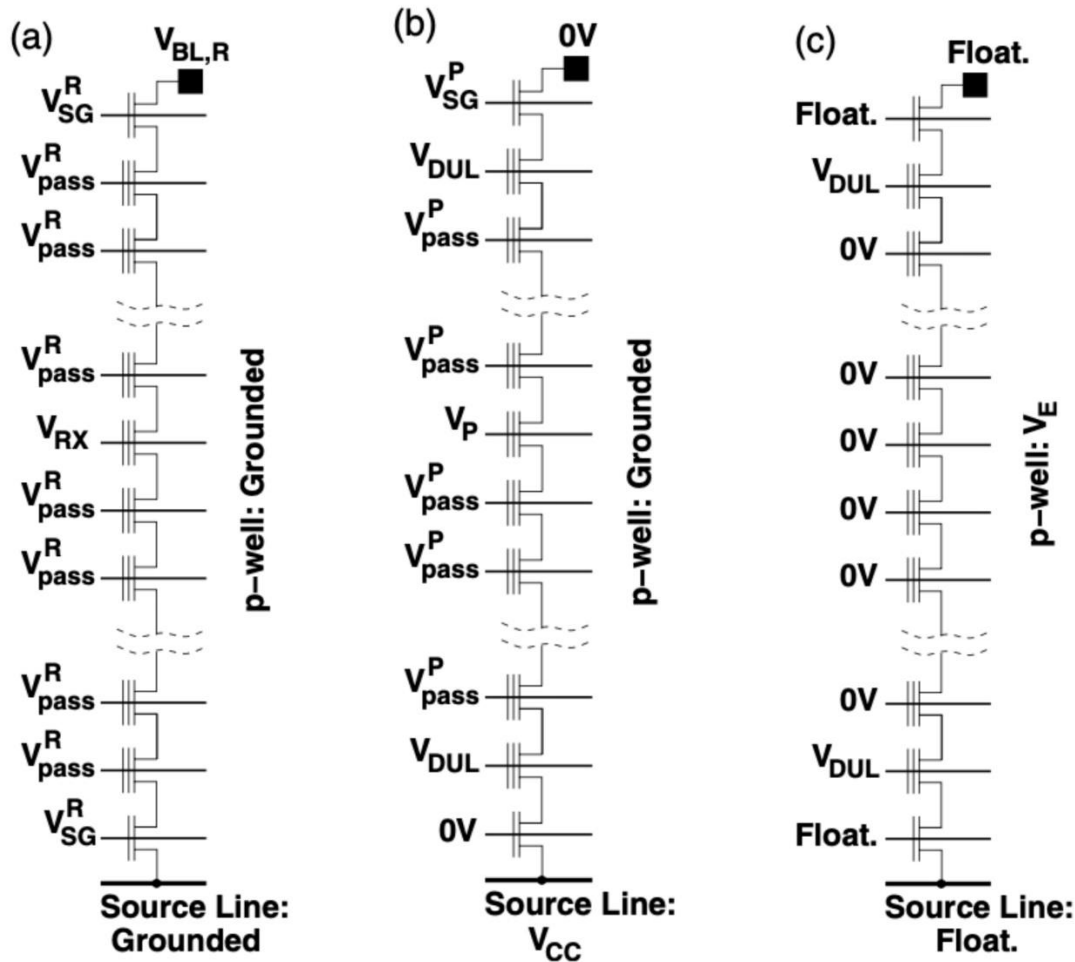 (a)
V_BL,R
V^R_SG
V^R_pass
V^R_pass
V^R_pass
V_RX
V^R_pass
V^R_pass
V^R_pass
V^R_pass
V^R_SG
p-well: Grounded
Source Line:
Grounded
(b)
0V
V^P_SG
V_DUL
V^P_pass
V^P_pass
V_P
V^P_pass
V^P_pass
V^P_pass
V_DUL
0V
p-well: Grounded
Source Line:
V_CC
(c)
Float.
Float.
V_DUL
0V
0V
0V
0V
0V
0V
V_DUL
Float.
p-well: V_E
Source Line:
Float.